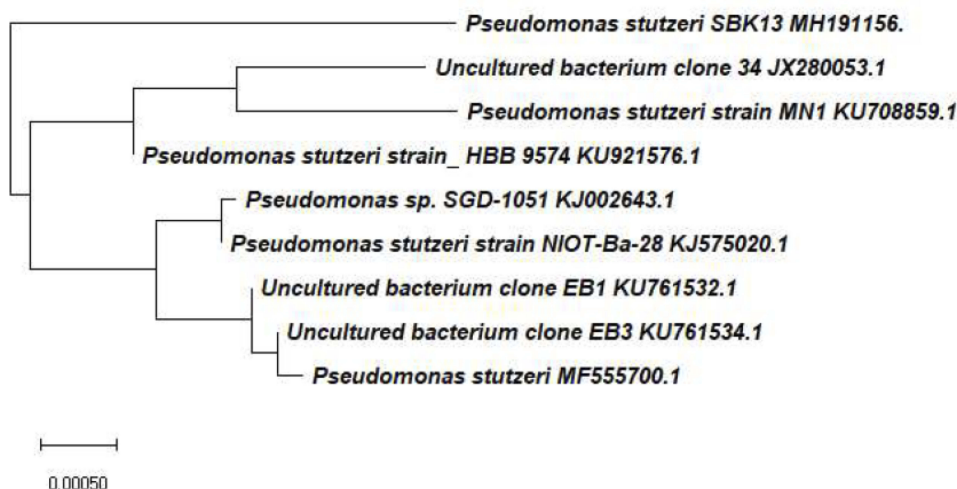 Pseudomonas stutzeri SBK13 MH191156.
Uncultured bacterium clone 34 JX280053.1
Pseudomonas stutzeri strain MN1 KU708859.1
Pseudomonas stutzeri strain_ HBB 9574 KU921576.1
Pseudomonas sp. SGD-1051 KJ002643.1
Pseudomonas stutzeri strain NIOT-Ba-28 KJ575020.1
Uncultured bacterium clone EB1 KU761532.1
Uncultured bacterium clone EB3 KU761534.1
Pseudomonas stutzeri MF555700.1
0.00050